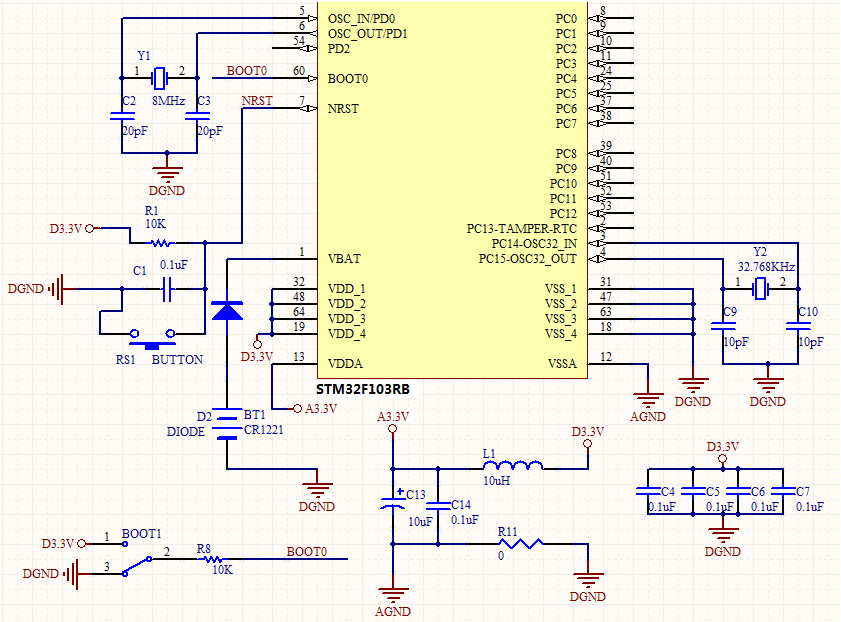 5 OSC_IN/PD0 PC0 8
6 OSC_OUT/PD1 PC1 9
54 PD2 PC2 10
PC3 11
Y1
1 2 BOOT0 60 BOOT0 PC4 24
PC5 25
C2 8MHz C3 NRST 7 NRST PC6 37
20pF 20pF PC7 38
PC8 39
PC9 40
DGND PC10 51
PC11 52
R1 PC12 53
D3.3V 10K PC13-TAMPER-RTC 2
PC14-OSC32_IN 3
1 VBAT PC15-OSC32_OUT 4
Y2
C1 0.1uF 32.768KHz
DGND 32 VDD_1 VSS_1 31 1 2
48 VDD_2 VSS_2 47
64 VDD_3 VSS_3 63 C9 C10
19 VDD_4 VSS_4 18 10pF 10pF
RS1 BUTTON D3.3V 13 VDDA VSSA 12
STM32F103RB
DGND DGND
A3.3V AGND
D2 BT1
DIODE CR1221 A3.3V D3.3V
L1 D3.3V
10uH
C13 C4 C5 C6 C7
DGND 10uF C14 0.1uF 0.1uF 0.1uF 0.1uF
0.1uF
BOOT1 R11
D3.3V 1 2 R8 BOOT0 0 DGND
DGND 3 10K
DGND
AGND